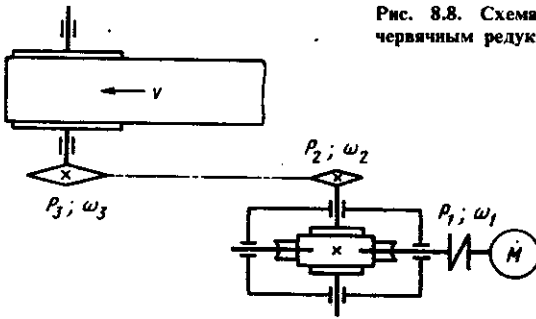 Рис. 8.8. Схема
червячным редук
v
P₂ ; ω₂
P₃ ; ω₃
P₁ ; ω₁
M